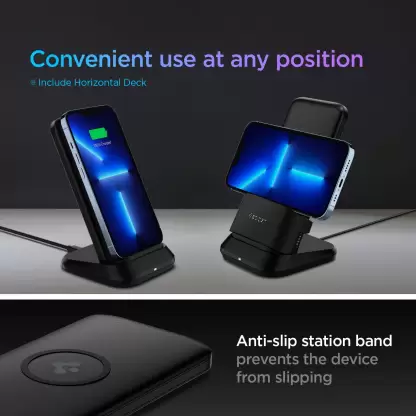 Convenient use at any position
※ Include Horizontal Deck
Anti-slip station band
prevents the device
from slipping